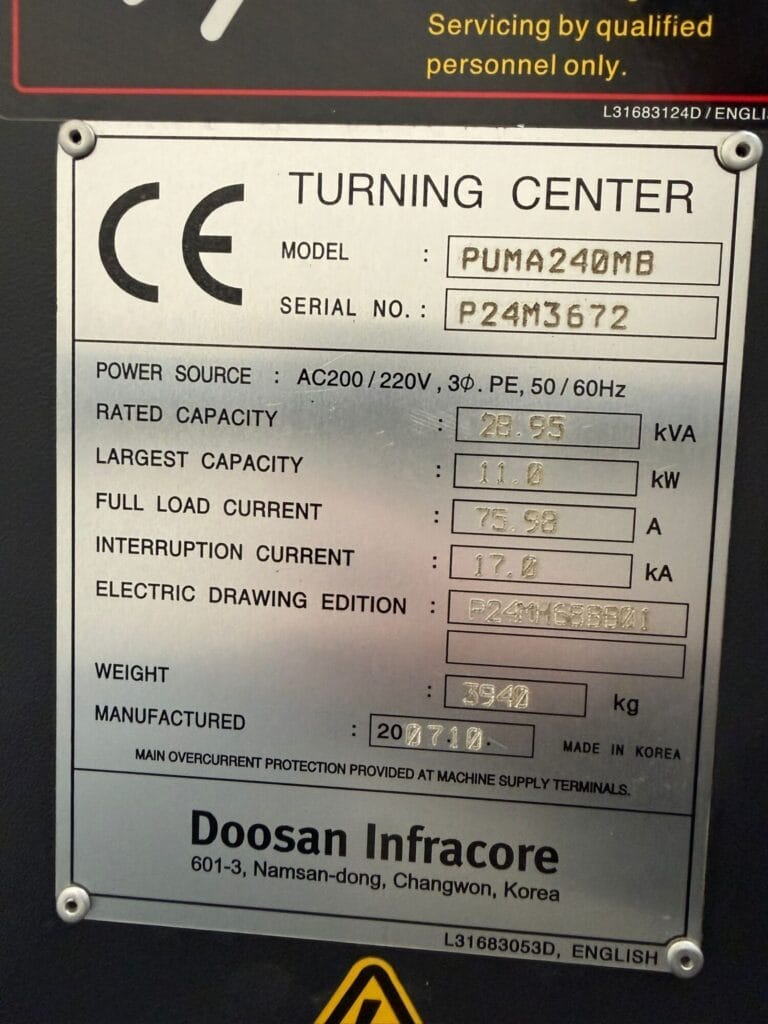 Servicing by qualified
personnel only.
L31683124D / ENGLI
CE
TURNING CENTER
MODEL : PUMA240MB
SERIAL NO. : P24M3672
POWER SOURCE : AC200 / 220V , 3Φ. PE, 50 / 60Hz
RATED CAPACITY : 28.95 kVA
LARGEST CAPACITY : 11.0 kW
FULL LOAD CURRENT : 75.98 A
INTERRUPTION CURRENT : 17.0 kA
ELECTRIC DRAWING EDITION :
WEIGHT : 3940 kg
MANUFACTURED : 200710. MADE IN KOREA
MAIN OVERCURRENT PROTECTION PROVIDED AT MACHINE SUPPLY TERMINALS.
Doosan Infracore
601-3, Namsan-dong, Changwon, Korea
L31683053D, ENGLISH